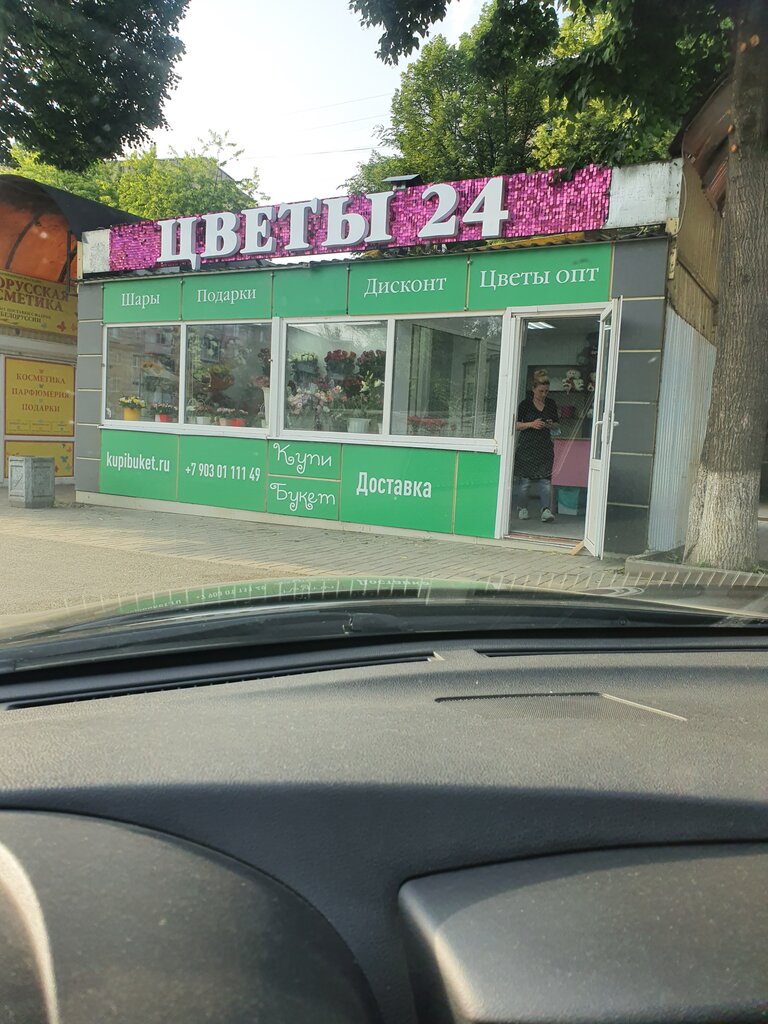 ЦВЕТЫ 24
Шары
Подарки
Дисконт
Цветы опт
kupibuket.ru
+7 903 01 111 49
Купи
Букет
Доставка
КОСМЕТИКА
ПАРФЮМЕРИЯ
ПОДАРКИ